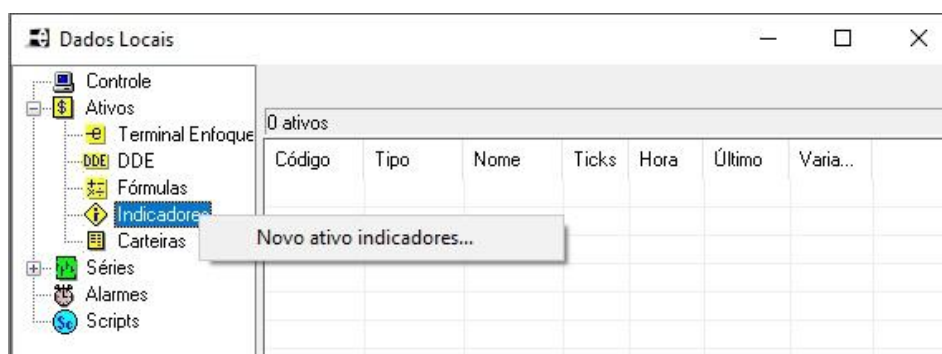 Dados Locais
Controle
Ativos
Terminal Enfoque
DDE DDE
Fórmulas
Indicadores
Carteiras
Séries
Alarmes
Scripts
0 ativos
Código Tipo Nome Ticks Hora Último Varia...
Novo ativo indicadores...